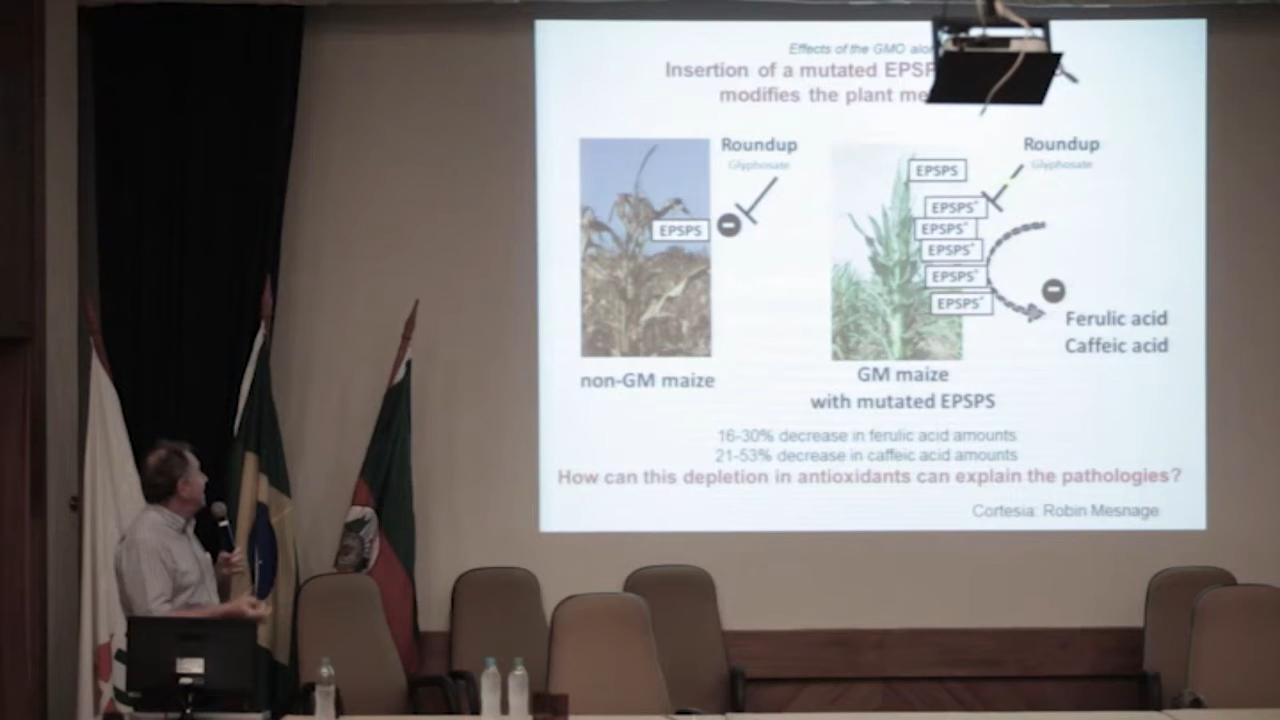 Effects of the GMO
Insertion of a mutated
modifies the plant
Roundup
Glyphosate
EPSPS
non-GM maize
Roundup
Glyphosate
EPSPS
EPSPS*
EPSPS*
EPSPS*
EPSPS*
EPSPS*
Ferulic acid
Caffeic acid
GM maize
with mutated EPSPS
16-30% decrease in ferulic acid amounts
21-53% decrease in caffeic acid amounts
How can this depletion in antioxidants can explain the pathologies?
Cortesia: Robin Mesnage